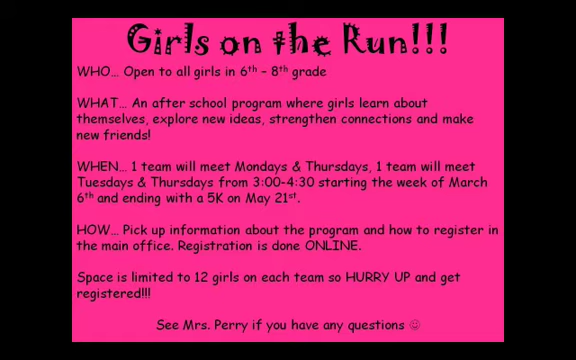 Girls on the Run!!!
WHO… Open to all girls in 6th – 8th grade
WHAT… An after school program where girls learn about
themselves, explore new ideas, strengthen connections and make
new friends!
WHEN… 1 team will meet Mondays & Thursdays, 1 team will meet
Tuesdays & Thursdays from 3:00-4:30 starting the week of March
6th and ending with a 5K on May 21st.
HOW… Pick up information about the program and how to register in
the main office. Registration is done ONLINE.
Space is limited to 12 girls on each team so HURRY UP and get
registered!!!
See Mrs. Perry if you have any questions ☺